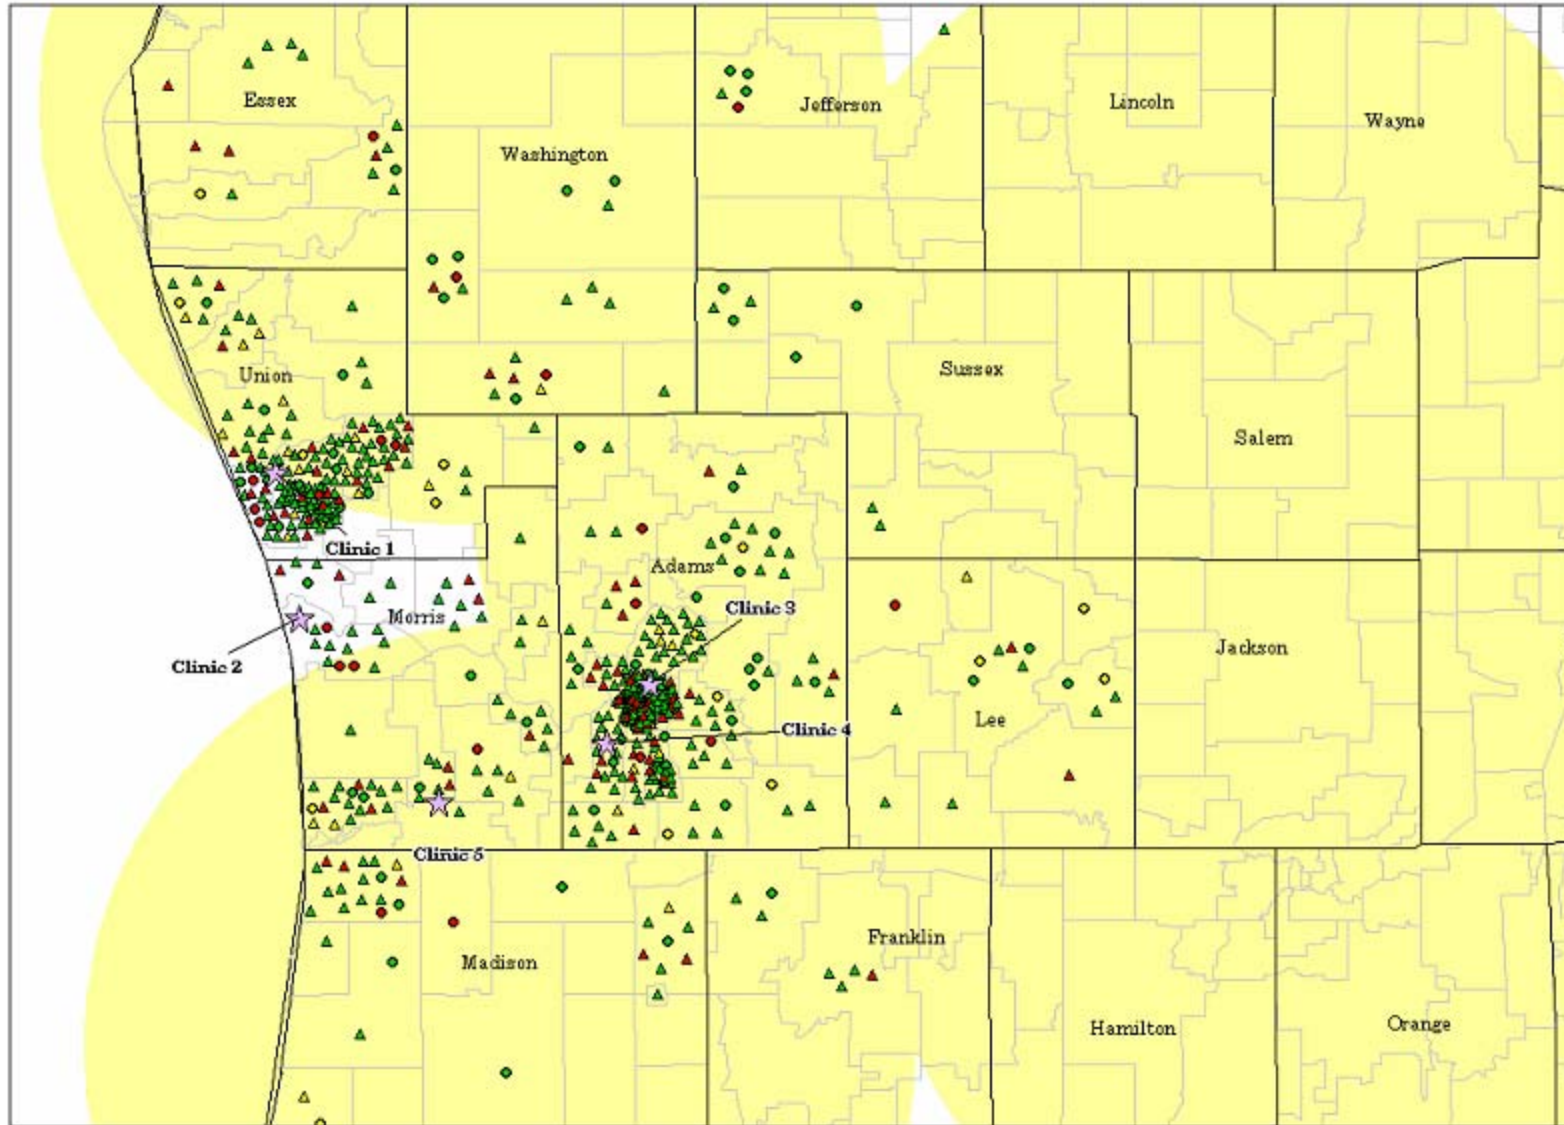 Essex
Washington
Jefferson
Lincoln
Wayne
Union
Sussex
Salem
Clinic 1
Adams
Clinic 3
Morris
Clinic 2
Jackson
Lee
Clinic 4
Clinic 5
Franklin
Madison
Hamilton
Orange